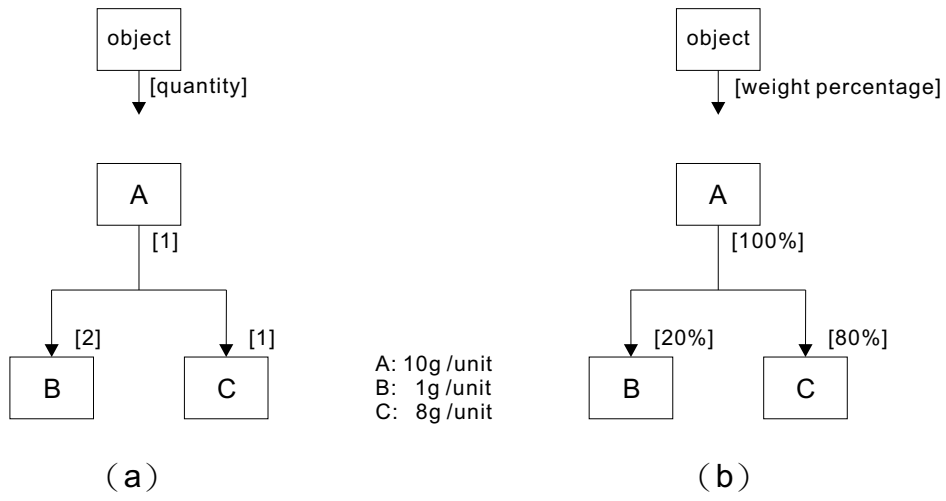 object
[quantity]
A
[1]
[2]
[1]
B
C
（a）
A: 10g/unit
B: 1g/unit
C: 8g/unit
object
[weight percentage]
A
[100%]
[20%]
[80%]
B
C
（b）